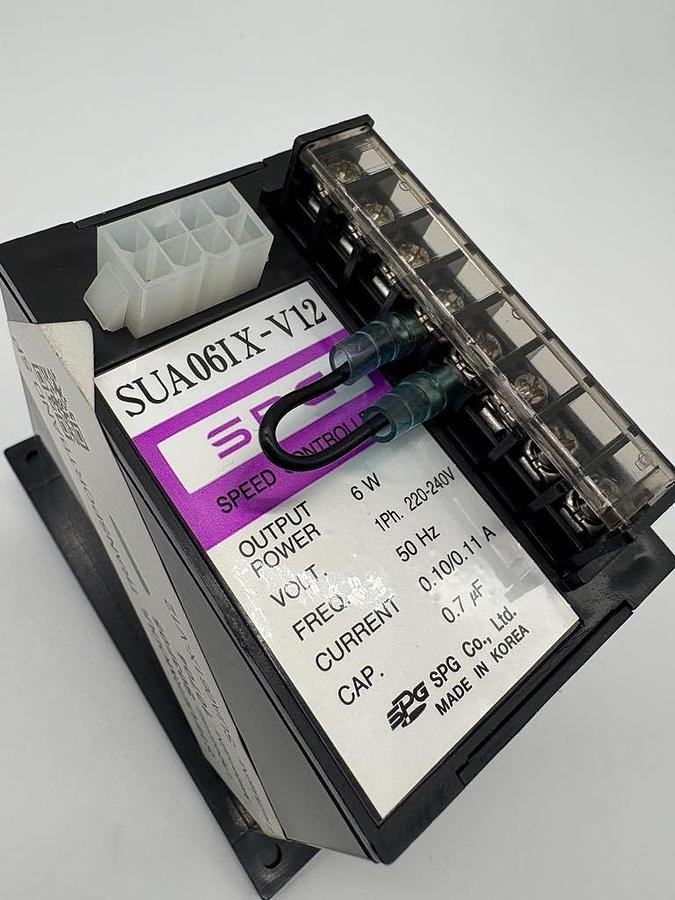 SUA06IX-V12
SPG
SPEED CONTROLLE
OUTPUT POWER 6 W
VOLT. 1Ph. 220-240V
FREQ. 50 Hz
CURRENT 0.10/0.11 A
CAP. 0.7 µF
SPG SPG Co., Ltd.
MADE IN KOREA